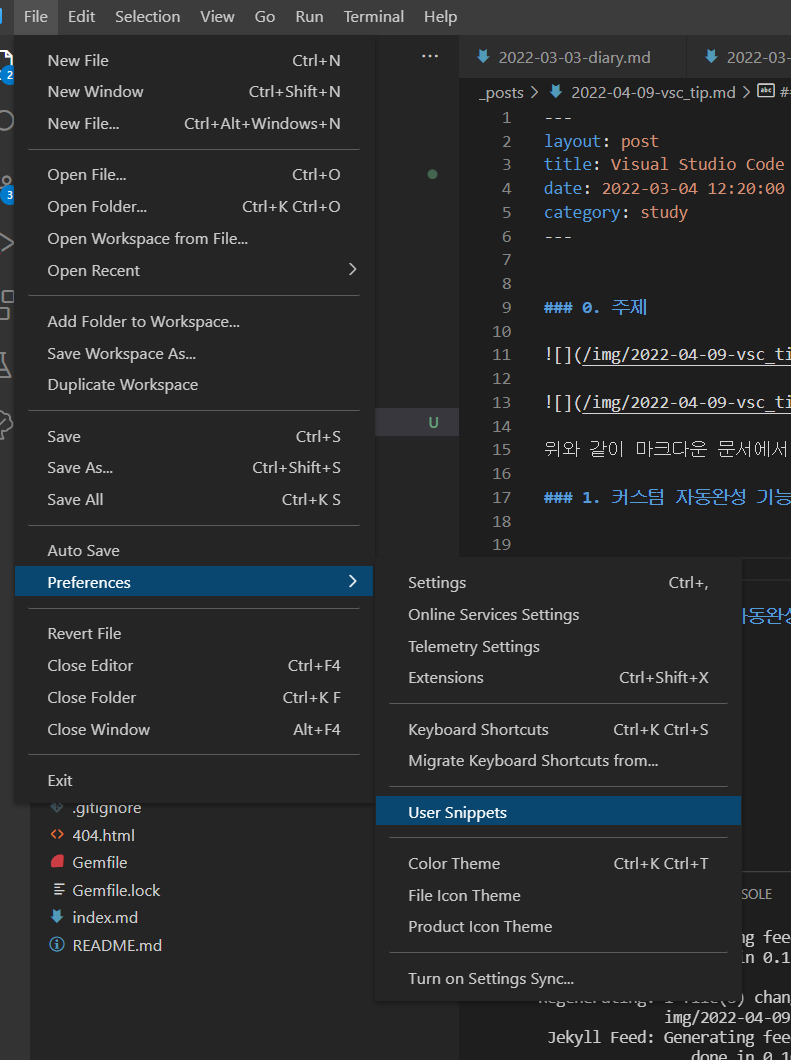 File Edit Selection View Go Run Terminal Help
New File Ctrl+N
New Window Ctrl+Shift+N
New File... Ctrl+Alt+Windows+N
Open File... Ctrl+O
Open Folder... Ctrl+K Ctrl+O
Open Workspace from File...
Open Recent
Add Folder to Workspace...
Save Workspace As...
Duplicate Workspace
Save Ctrl+S
Save As... Ctrl+Shift+S
Save All Ctrl+K S
Auto Save
Preferences
Revert File
Close Editor Ctrl+F4
Close Folder Ctrl+K F
Close Window Alt+F4
Exit
2
3
...
U
.gitignore
404.html
Gemfile
Gemfile.lock
index.md
README.md
Settings Ctrl+,
Online Services Settings
Telemetry Settings
Extensions Ctrl+Shift+X
Keyboard Shortcuts Ctrl+K Ctrl+S
Migrate Keyboard Shortcuts from...
User Snippets
Color Theme Ctrl+K Ctrl+T
File Icon Theme
Product Icon Theme
Turn on Settings Sync...
2022-03-03-diary.md 2022-03-
_posts > 2022-04-09-vsc_tip.md > abc #
1 ---
2 layout: post
3 title: Visual Studio Code
4 date: 2022-03-04 12:20:00
5 category: study
6 ---
7
8
9 ### 0. 주제
10
11 ![](/img/2022-04-09-vsc_ti
12
13 ![](/img/2022-04-09-vsc_ti
14
15 위와 같이 마크다운 문서에서
16
17 ### 1. 커스텀 자동완성 기능
18
19
동완성
SOLE
ng fee
in 0.1
Regenerating: 1 file(s) chan
img/2022-04-09
Jekyll Feed: Generating fee
done in 0.1